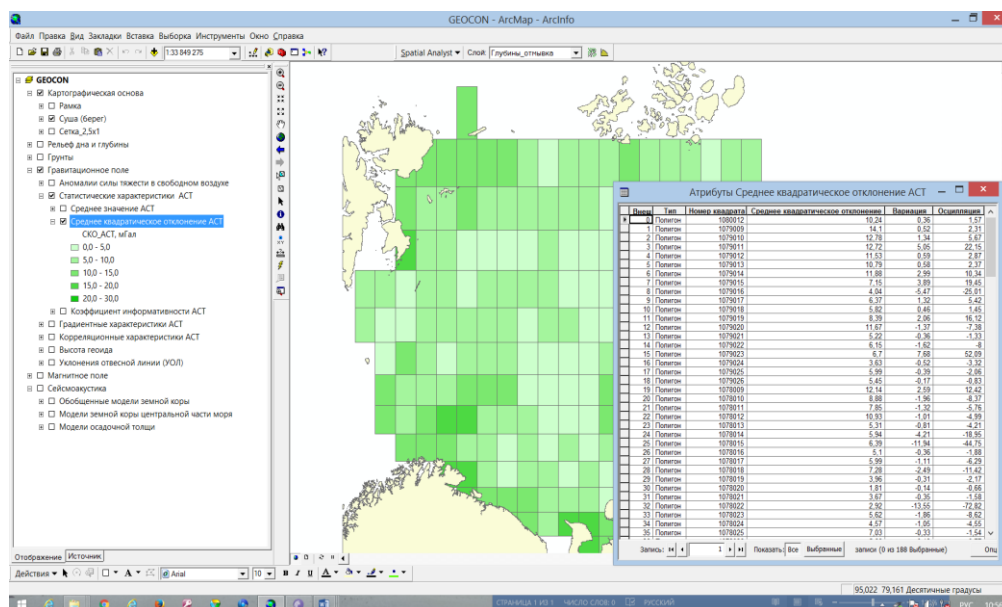 GEOCON - ArcMap - ArcInfo
Файл Правка Вид Закладки Вставка Выборка Инструменты Окно Справка
1:33 849 275
Spatial Analyst Слой: Глубины_отмывка
GEOCON
Картографическая основа
Рамка
Суша (берег)
Сетка_2,5x1
Рельеф дна и глубины
Грунты
Гравитационное поле
Аномалии силы тяжести в свободном воздухе
Статистические характеристики АСТ
Среднее значение АСТ
Среднее квадратическое отклонение АСТ
СКО_АСТ, мГал
0,0 - 5,0
5,0 - 10,0
10,0 - 15,0
15,0 - 20,0
20,0 - 30,0
Коэффициент информативности АСТ
Градиентные характеристики АСТ
Корреляционные характеристики АСТ
Высота геоида
Уклонения отвесной линии (УОЛ)
Магнитное поле
Сейсмоакустика
Обобщенные модели земной коры
Модели земной коры центральной части моря
Модели осадочной толщи
Атрибуты Среднее квадратическое отклонение АСТ
Тип Номер квадрата Среднее квадратическое отклонение Вариация Осцилляция
0 Полигон 1080012 10,24 0,36 1,57
1 Полигон 1079009 14,1 0,52 2,31
2 Полигон 1079010 12,78 1,34 5,67
3 Полигон 1079011 12,72 5,05 22,15
4 Полигон 1079012 11,53 0,59 2,87
5 Полигон 1079013 10,79 0,58 2,37
6 Полигон 1079014 11,88 2,99 10,34
7 Полигон 1079015 7,15 3,89 19,45
8 Полигон 1079016 4,04 -5,47 -25,01
9 Полигон 1079017 6,37 1,32 5,42
10 Полигон 1079018 5,82 0,46 1,45
11 Полигон 1079019 8,39 2,06 16,12
12 Полигон 1079020 11,67 -1,37 -7,38
13 Полигон 1079021 5,22 -0,36 -1,33
14 Полигон 1079022 6,15 -1,62 -8
15 Полигон 1079023 6,7 7,68 52,09
16 Полигон 1079024 3,63 -0,52 -3,32
17 Полигон 1079025 5,99 -0,39 -2,06
18 Полигон 1079026 5,45 -0,17 -0,83
19 Полигон 1078009 12,14 2,59 12,42
20 Полигон 1078010 8,88 -1,96 -8,37
21 Полигон 1078011 7,85 -1,32 -5,76
22 Полигон 1078012 10,93 -1,01 -4,99
23 Полигон 1078013 5,31 -0,81 -4,21
24 Полигон 1078014 5,94 -4,21 -18,95
25 Полигон 1078015 6,39 -11,94 -44,75
26 Полигон 1078016 5,1 -0,36 -1,88
27 Полигон 1078017 5,99 -1,11 -6,29
28 Полигон 1078018 7,28 -2,49 -11,42
29 Полигон 1078019 3,96 -0,31 -2,17
30 Полигон 1078020 1,81 -0,14 -0,66
31 Полигон 1078021 3,67 -0,35 -1,58
32 Полигон 1078022 2,92 -13,55 -72,82
33 Полигон 1078023 5,62 -1,86 -8,62
34 Полигон 1078024 4,57 -1,05 -4,55
35 Полигон 1078025 7,03 -0,33 -1,54
Запись: 1 Показать: Все Выбранные записи (0 из 188 Выбранные) Опц
Отображение Источник
Действия A Arial 10 Ж К Ч A
95,022 79,161 Десятичные градусы
СТРАНИЦА 1 ИЗ 1 ЧИСЛО СЛОВ: 0 РУССКИЙ
РУС